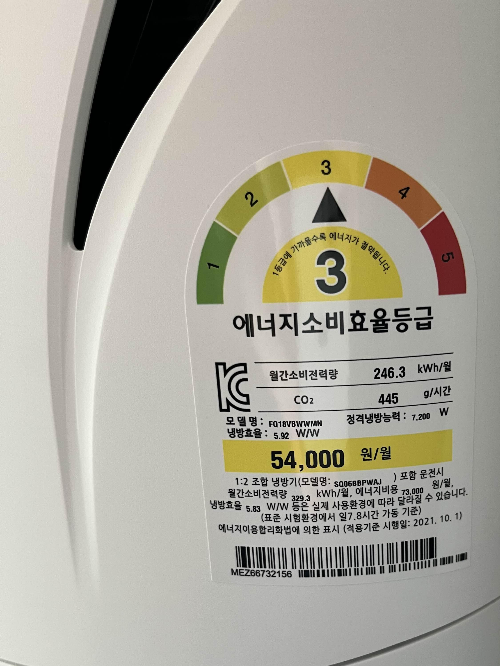 1
2
3
4
5
1등급에 가까울수록 에너지가 절약됩니다.
3
에너지소비효율등급
월간소비전력량 246.3 kWh/월
CO₂ 445 g/시간
모 델 명 : FQ18VBWWMN 정격냉방능력 : 7.200 W
냉방효율 : 5.92 W/W
54,000 원/월
1:2 조합 냉방기(모델명: SQ06BBPWAJ ) 포함 운전시
월간소비전력량 329.3 kWh/월, 에너지비용 73,000 원/월,
냉방효율 5.83 W/W 등은 실제 사용환경에 따라 달라질 수 있습니다.
(표준 시험환경에서 일7.8시간 가동 기준)
에너지이용합리화법에 의한 표시 (적용기준 시행일: 2021. 10. 1)
MEZ66732156